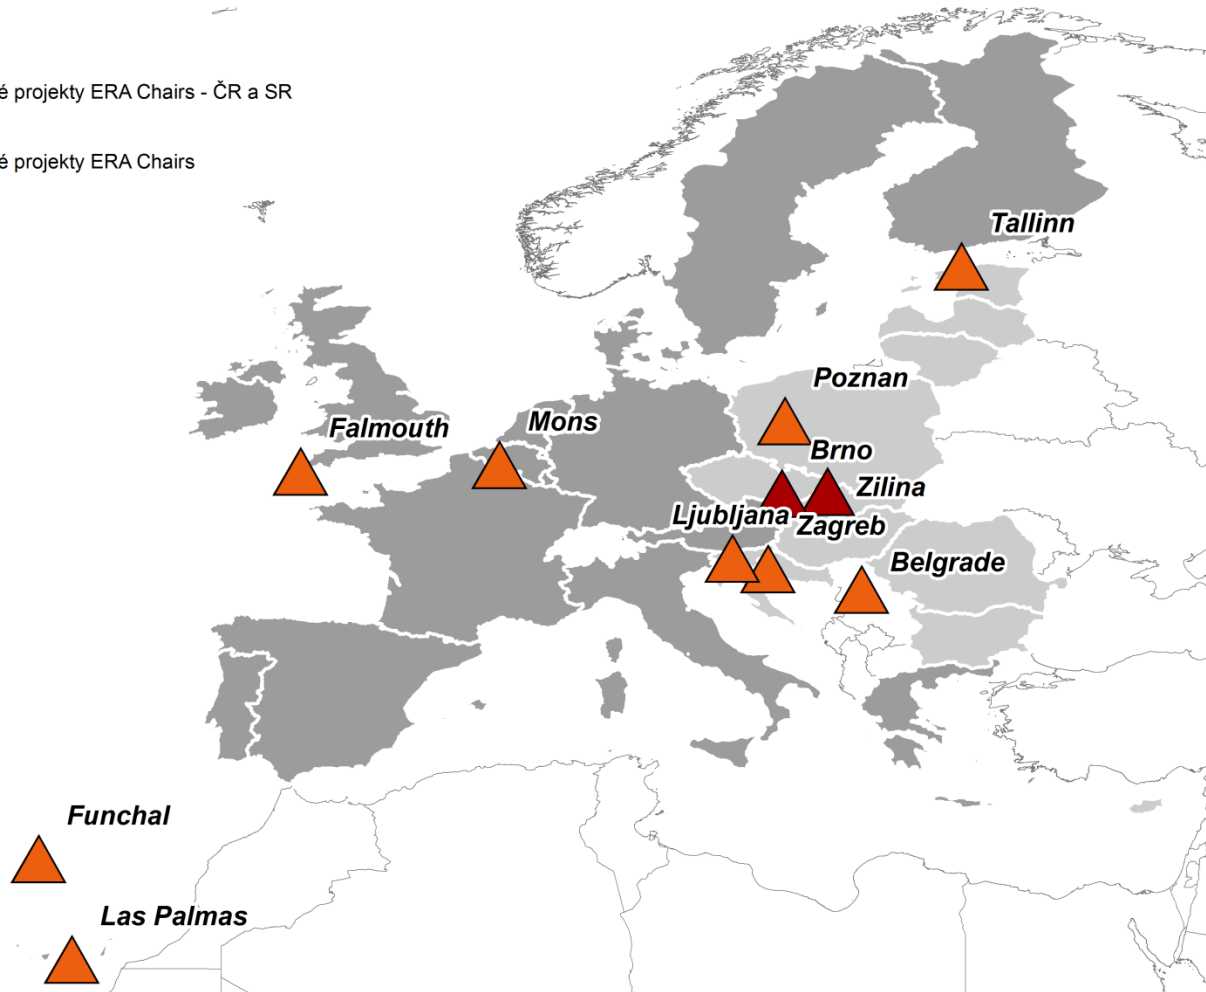 é projekty ERA Chairs - ČR a SR
é projekty ERA Chairs
Tallinn
Poznan
Falmouth
Mons
Brno
Zilina
Ljubljana
Zagreb
Belgrade
Funchal
Las Palmas